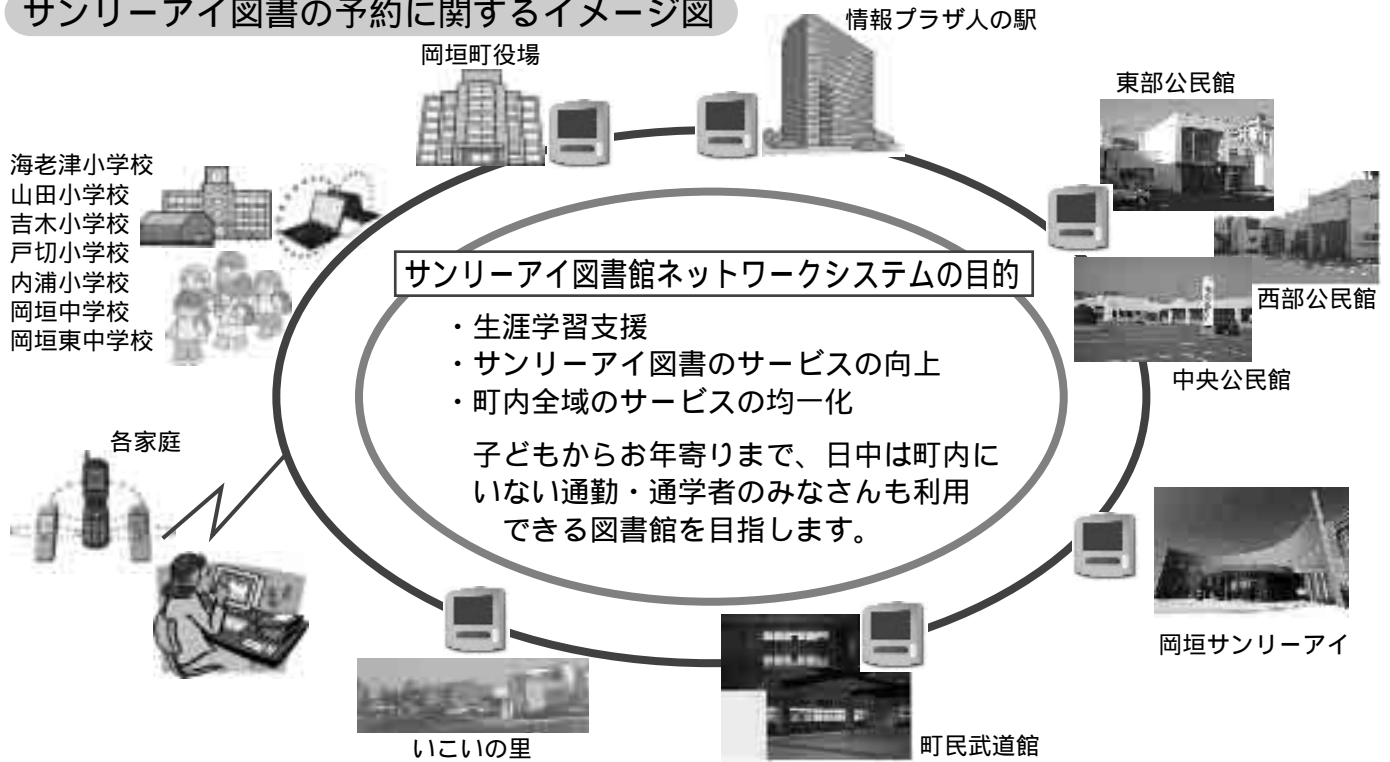 サンリーアイ図書の予約に関するイメージ図
情報プラザ人の駅
岡垣町役場
東部公民館
海老津小学校
山田小学校
吉木小学校
戸切小学校
内浦小学校
岡垣中学校
岡垣東中学校
西部公民館
中央公民館
サンリーアイ図書館ネットワークシステムの目的
・生涯学習支援
・サンリーアイ図書のサービスの向上
・町内全域のサービスの均一化
子どもからお年寄りまで、日中は町内に
いない通勤・通学者のみなさんも利用
できる図書館を目指します。
各家庭
岡垣サンリーアイ
いこいの里
町民武道館